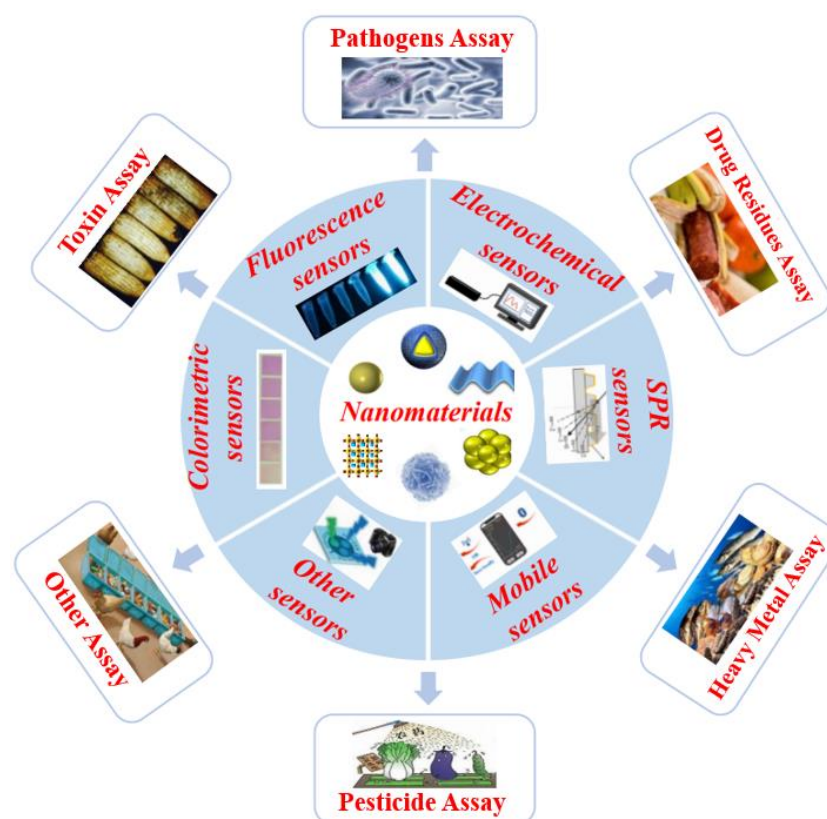 Pathogens Assay
Toxin Assay
Drug Residues Assay
Fluorescence
sensors
Electrochemical
sensors
Colorimetric
sensors
Nanomaterials
SPR
sensors
Other
sensors
Mobile
sensors
Other Assay
Heavy Metal Assay
Pesticide Assay